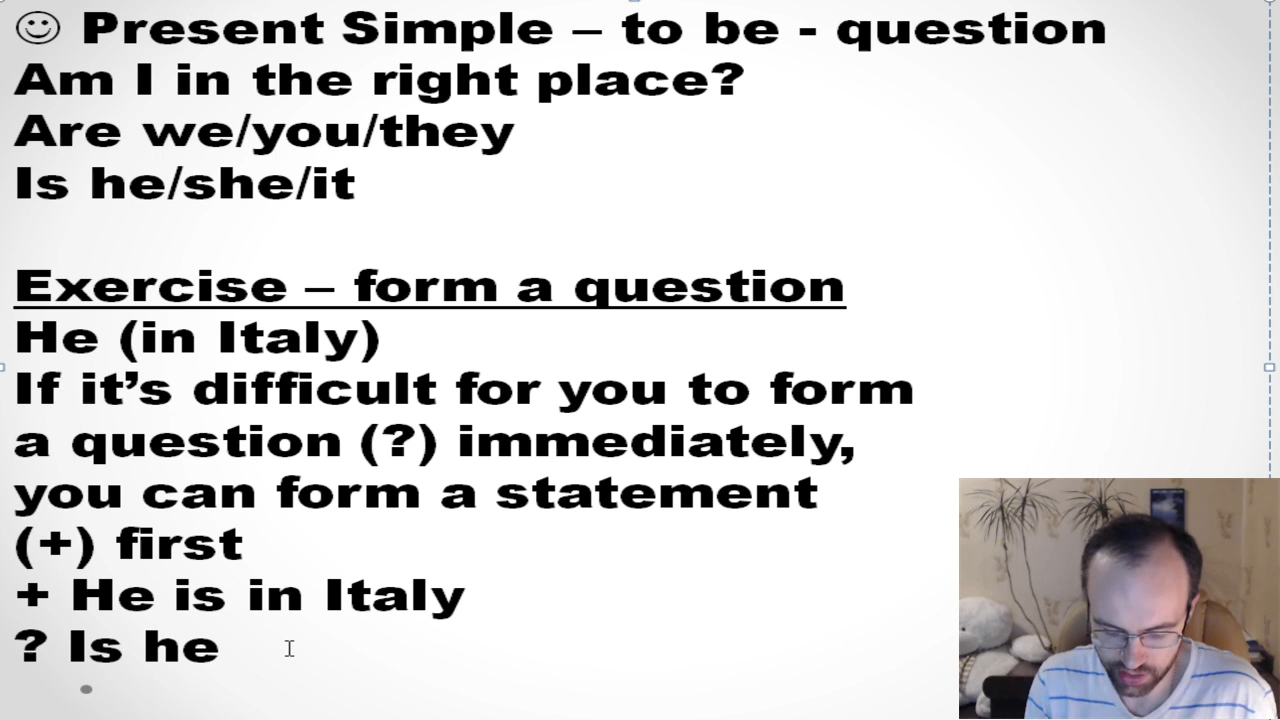 ☺ Present Simple – to be - question
Am I in the right place?
Are we/you/they
Is he/she/it
Exercise – form a question
He (in Italy)
If it’s difficult for you to form
a question (?) immediately,
you can form a statement
(+) first
+ He is in Italy
? Is he